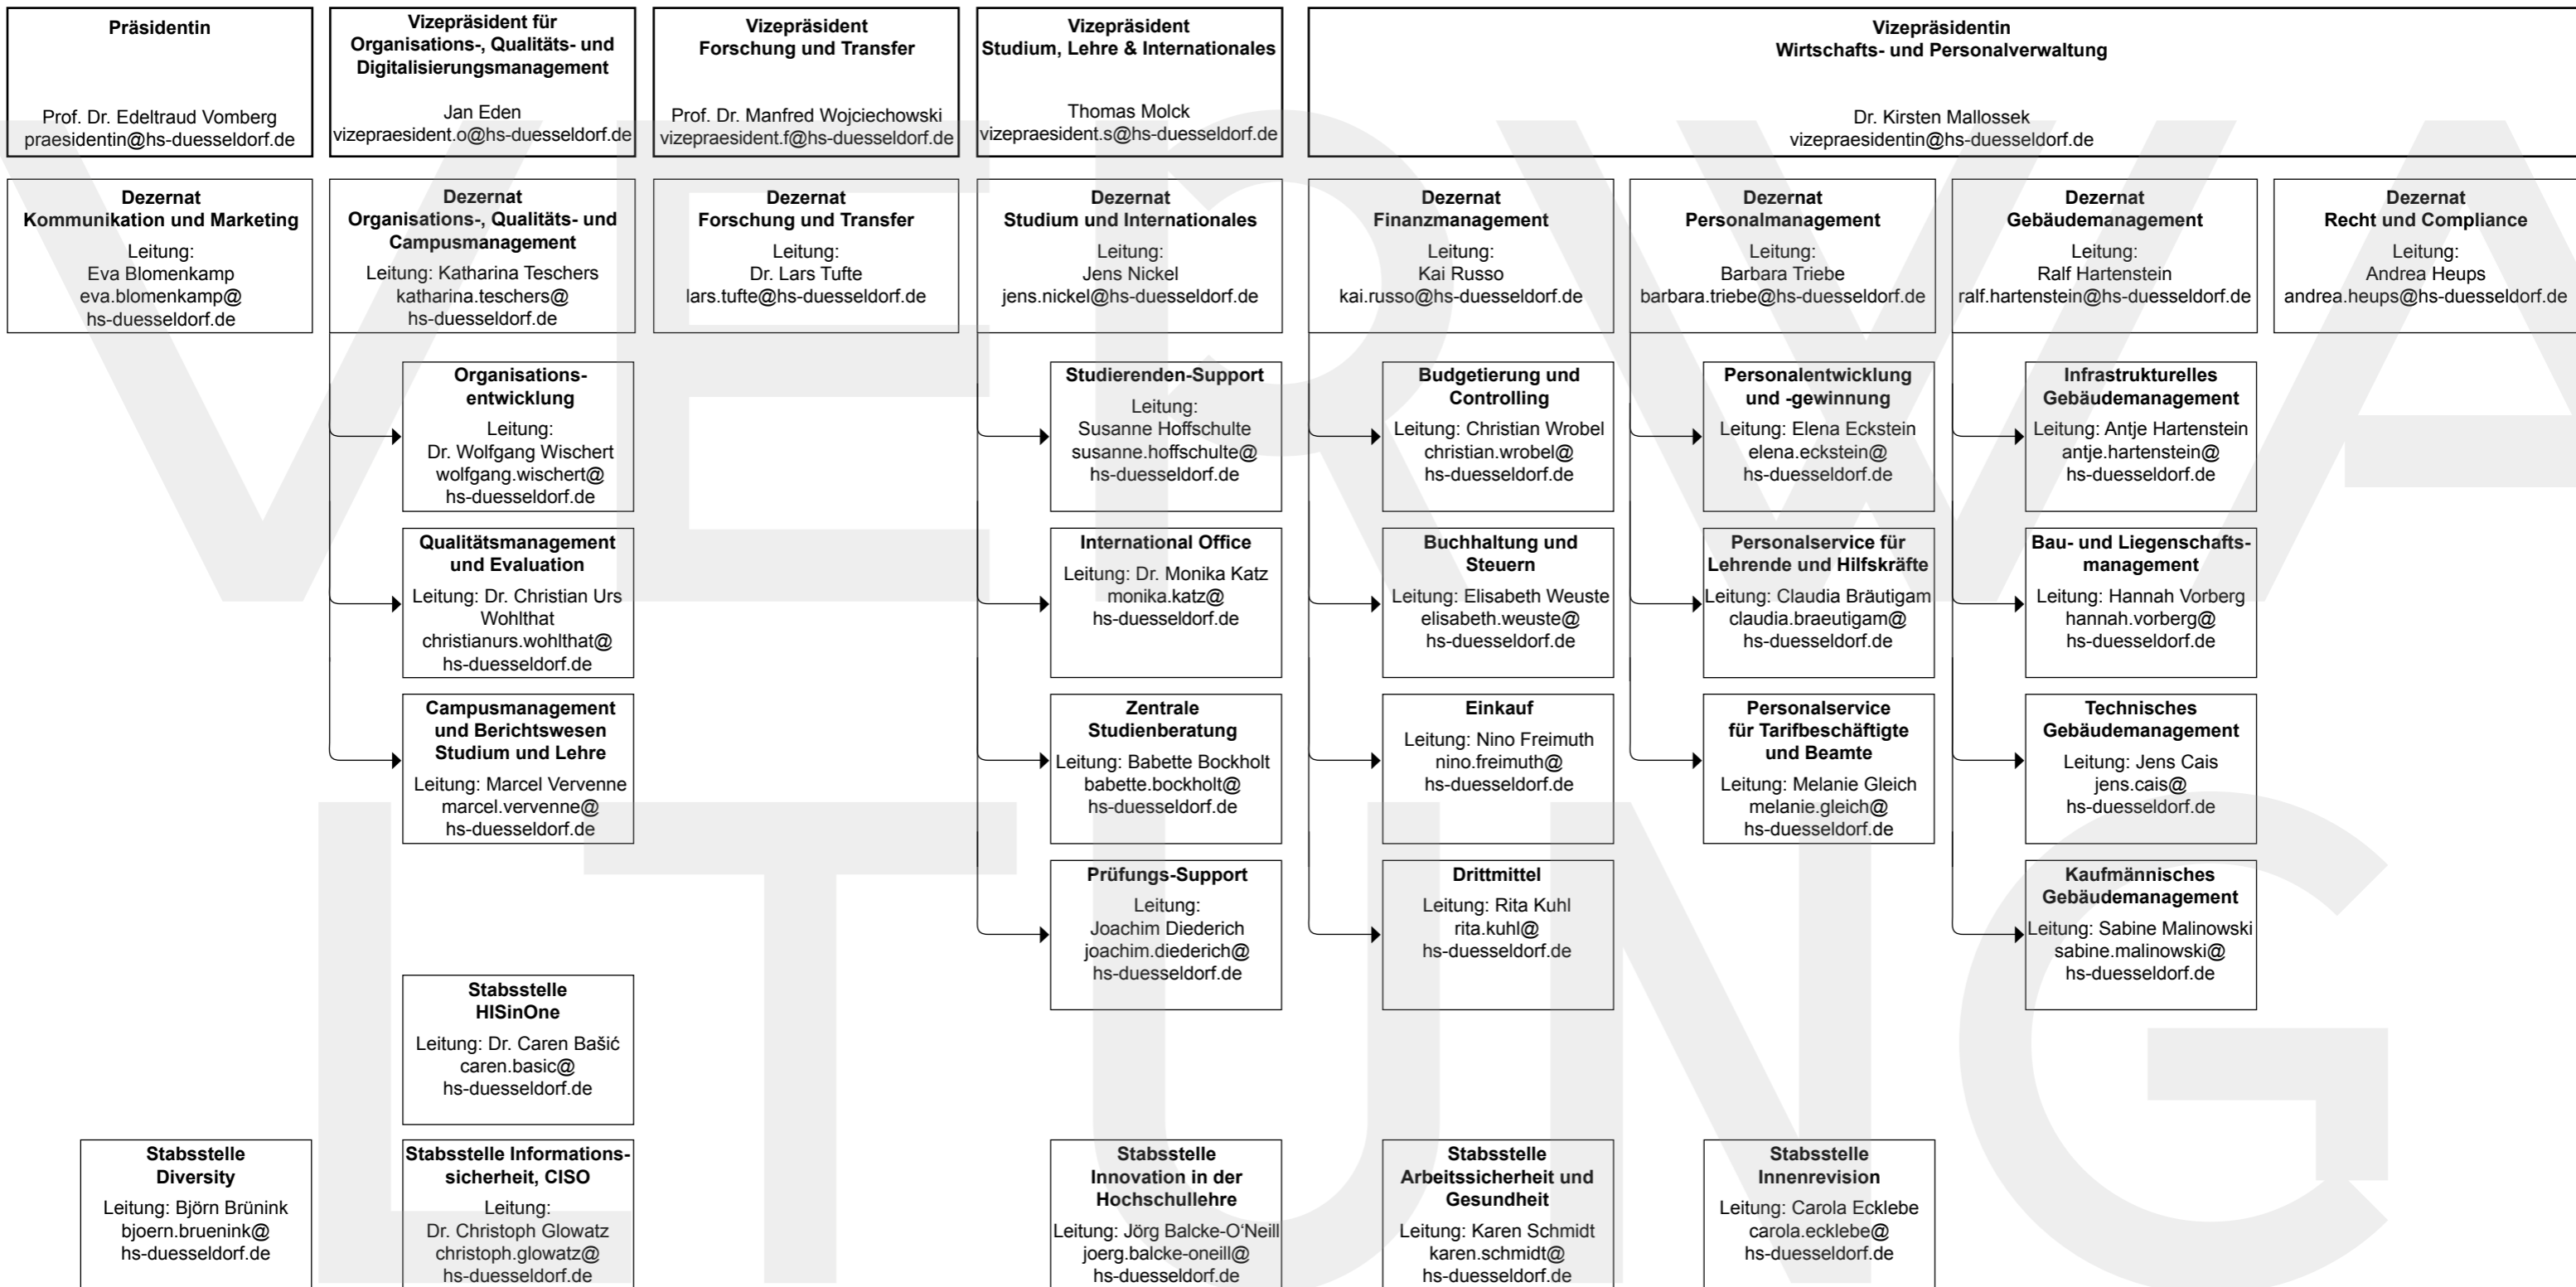 Präsidentin
Prof. Dr. Edeltraud Vomberg
praesidentin@hs-duesseldorf.de
Vizepräsident für
Organisations-, Qualitäts- und
Digitalisierungsmanagement
Jan Eden
vizepraesident.o@hs-duesseldorf.de
Vizepräsident
Forschung und Transfer
Prof. Dr. Manfred Wojciechowski
vizepraesident.f@hs-duesseldorf.de
Vizepräsident
Studium, Lehre & Internationales
Thomas Molck
vizepraesident.s@hs-duesseldorf.de
Vizepräsidentin
Wirtschafts- und Personalverwaltung
Dr. Kirsten Mallossek
vizepraesidentin@hs-duesseldorf.de
Dezernat
Kommunikation und Marketing
Leitung:
Eva Blomenkamp
eva.blomenkamp@
hs-duesseldorf.de
Dezernat
Organisations-, Qualitäts- und
Campusmanagement
Leitung: Katharina Teschers
katharina.teschers@
hs-duesseldorf.de
Dezernat
Forschung und Transfer
Leitung:
Dr. Lars Tufte
lars.tufte@hs-duesseldorf.de
Dezernat
Studium und Internationales
Leitung:
Jens Nickel
jens.nickel@hs-duesseldorf.de
Dezernat
Finanzmanagement
Leitung:
Kai Russo
kai.russo@hs-duesseldorf.de
Dezernat
Personalmanagement
Leitung:
Barbara Triebe
barbara.triebe@hs-duesseldorf.de
Dezernat
Gebäudemanagement
Leitung:
Ralf Hartenstein
ralf.hartenstein@hs-duesseldorf.de
Dezernat
Recht und Compliance
Leitung:
Andrea Heups
andrea.heups@hs-duesseldorf.de
Organisations-
entwicklung
Leitung:
Dr. Wolfgang Wischert
wolfgang.wischert@
hs-duesseldorf.de
Studierenden-Support
Leitung:
Susanne Hoffschulte
susanne.hoffschulte@
hs-duesseldorf.de
Budgetierung und
Controlling
Leitung: Christian Wrobel
christian.wrobel@
hs-duesseldorf.de
Personalentwicklung
und -gewinnung
Leitung: Elena Eckstein
elena.eckstein@
hs-duesseldorf.de
Infrastrukturelles
Gebäudemanagement
Leitung: Antje Hartenstein
antje.hartenstein@
hs-duesseldorf.de
Qualitätsmanagement
und Evaluation
Leitung: Dr. Christian Urs
Wohlthat
christianurs.wohlthat@
hs-duesseldorf.de
International Office
Leitung: Dr. Monika Katz
monika.katz@
hs-duesseldorf.de
Buchhaltung und
Steuern
Leitung: Elisabeth Weuste
elisabeth.weuste@
hs-duesseldorf.de
Personalservice für
Lehrende und Hilfskräfte
Leitung: Claudia Bräutigam
claudia.braeutigam@
hs-duesseldorf.de
Bau- und Liegenschafts-
management
Leitung: Hannah Vorberg
hannah.vorberg@
hs-duesseldorf.de
Campusmanagement
und Berichtswesen
Studium und Lehre
Leitung: Marcel Vervenne
marcel.vervenne@
hs-duesseldorf.de
Zentrale
Studienberatung
Leitung: Babette Bockholt
babette.bockholt@
hs-duesseldorf.de
Einkauf
Leitung: Nino Freimuth
nino.freimuth@
hs-duesseldorf.de
Personalservice
für Tarifbeschäftigte
und Beamte
Leitung: Melanie Gleich
melanie.gleich@
hs-duesseldorf.de
Technisches
Gebäudemanagement
Leitung: Jens Cais
jens.cais@
hs-duesseldorf.de
Prüfungs-Support
Leitung:
Joachim Diederich
joachim.diederich@
hs-duesseldorf.de
Drittmittel
Leitung: Rita Kuhl
rita.kuhl@
hs-duesseldorf.de
Kaufmännisches
Gebäudemanagement
Leitung: Sabine Malinowski
sabine.malinowski@
hs-duesseldorf.de
Stabsstelle
HISinOne
Leitung: Dr. Caren Bašić
caren.basic@
hs-duesseldorf.de
Stabsstelle
Diversity
Leitung: Björn Brünink
bjoern.bruenink@
hs-duesseldorf.de
Stabsstelle Informations-
sicherheit, CISO
Leitung:
Dr. Christoph Glowatz
christoph.glowatz@
hs-duesseldorf.de
Stabsstelle
Innovation in der
Hochschullehre
Leitung: Jörg Balcke-O‘Neill
joerg.balcke-oneill@
hs-duesseldorf.de
Stabsstelle
Arbeitssicherheit und
Gesundheit
Leitung: Karen Schmidt
karen.schmidt@
hs-duesseldorf.de
Stabsstelle
Innenrevision
Leitung: Carola Ecklebe
carola.ecklebe@
hs-duesseldorf.de
VERWA
LTUNG